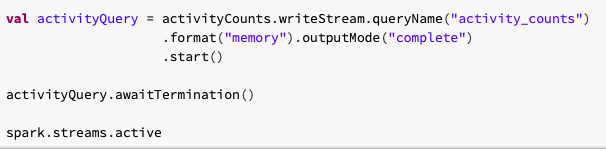 val activityQuery = activityCounts.writeStream.queryName("activity_counts")
.format("memory").outputMode("complete")
.start()
activityQuery.awaitTermination()
spark.streams.active